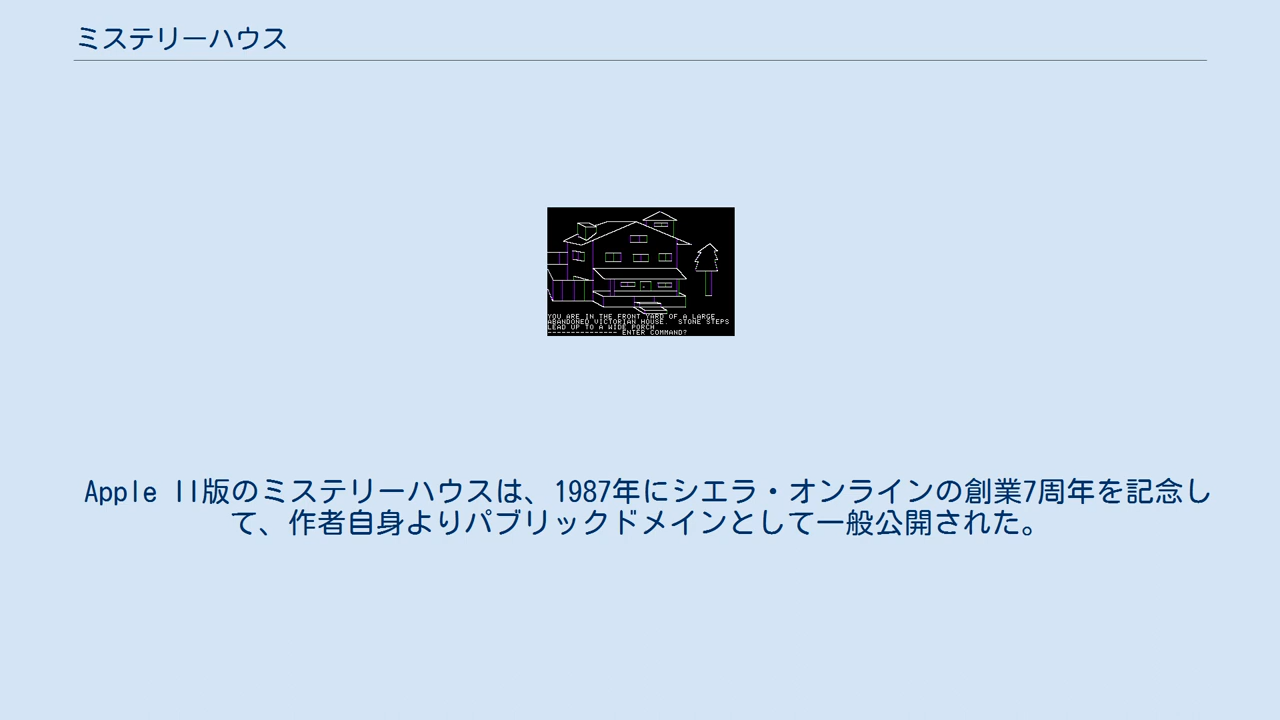 ミステリーハウス
YOU ARE IN THE FRONT YARD OF A LARGE
ABANDONED VICTORIAN HOUSE. STONE STEPS
LEAD UP TO A WIDE PORCH
--------------- ENTER COMMAND?
Apple II版のミステリーハウスは、1987年にシエラ・オンラインの創業7周年を記念し
て、作者自身よりパブリックドメインとして一般公開された。